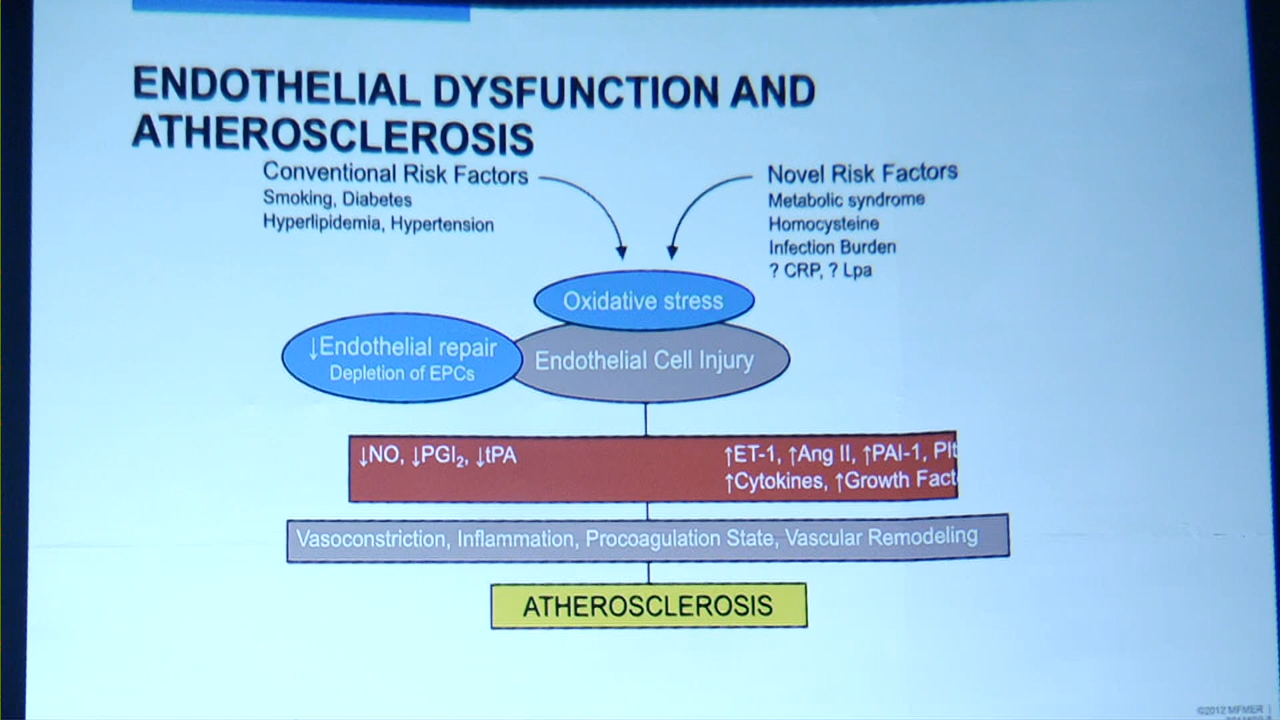 ENDOTHELIAL DYSFUNCTION AND
ATHEROSCLEROSIS
Conventional Risk Factors
Smoking, Diabetes
Hyperlipidemia, Hypertension
Novel Risk Factors
Metabolic syndrome
Homocysteine
Infection Burden
? CRP, ? Lpa
Oxidative stress
↓Endothelial repair
Depletion of EPCs
Endothelial Cell Injury
↓NO, ↓PGI₂, ↓tPA
↑ET-1, ↑Ang II, ↑PAI-1, Plt
↑Cytokines, ↑Growth Fact
Vasoconstriction, Inflammation, Procoagulation State, Vascular Remodeling
ATHEROSCLEROSIS
©2012 MFMER